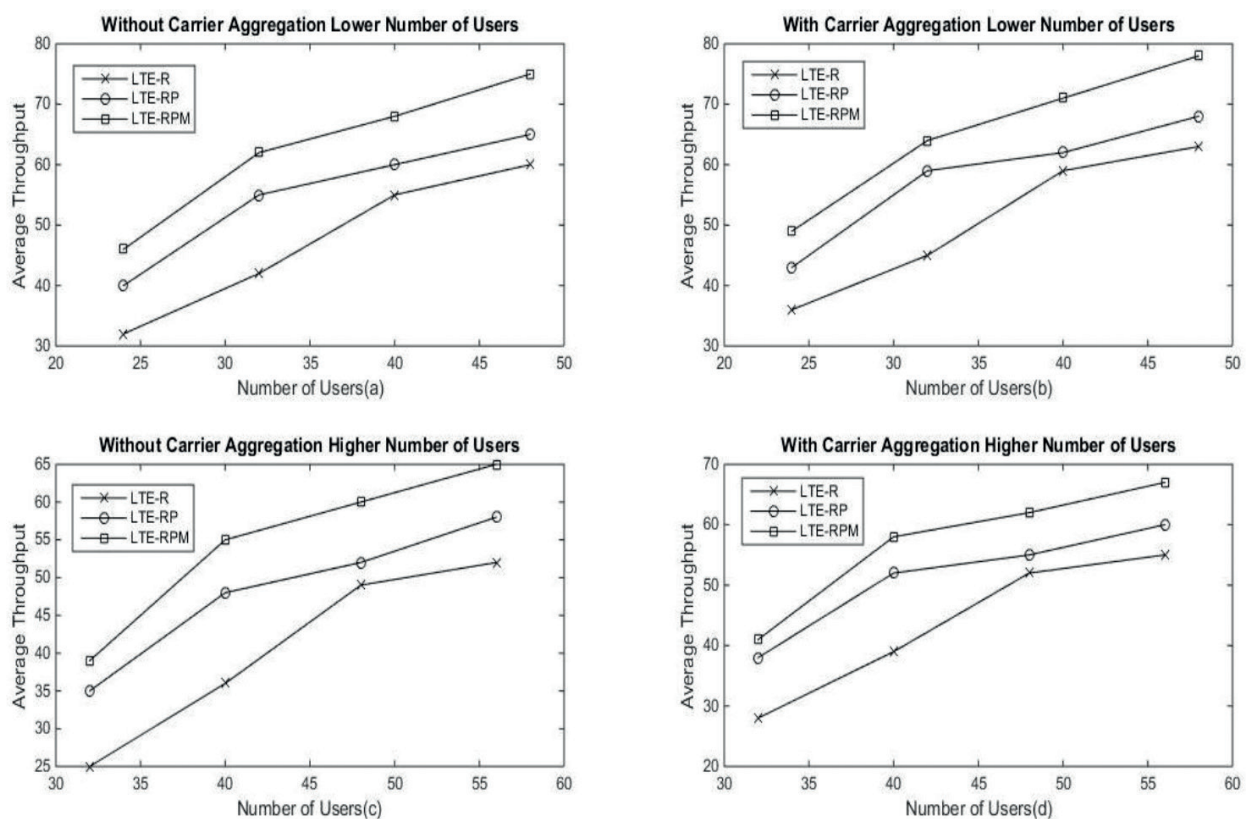 Without Carrier Aggregation Lower Number of Users
80
70
60
50
40
30
20 25 30 35 40 45 50
Average Throughput
Number of Users(a)
LTE-R
LTE-RP
LTE-RPM
With Carrier Aggregation Lower Number of Users
80
70
60
50
40
30
20 25 30 35 40 45 50
Average Throughput
Number of Users(b)
LTE-R
LTE-RP
LTE-RPM
Without Carrier Aggregation Higher Number of Users
65
60
55
50
45
40
35
30
25
30 35 40 45 50 55 60
Average Throughput
Number of Users(c)
LTE-R
LTE-RP
LTE-RPM
With Carrier Aggregation Higher Number of Users
70
60
50
40
30
20
30 35 40 45 50 55 60
Average Throughput
Number of Users(d)
LTE-R
LTE-RP
LTE-RPM